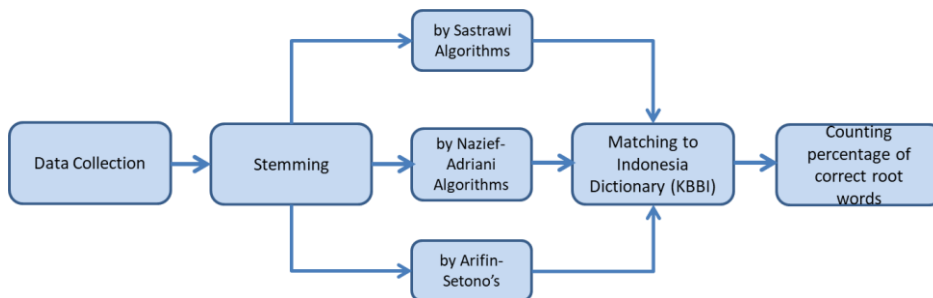 Data Collection
Stemming
by Sastrawi
Algorithms
by Nazief-
Adriani
Algorithms
by Arifin-
Setono's
Matching to
Indonesia
Dictionary (KBBI)
Counting
percentage of
correct root
words